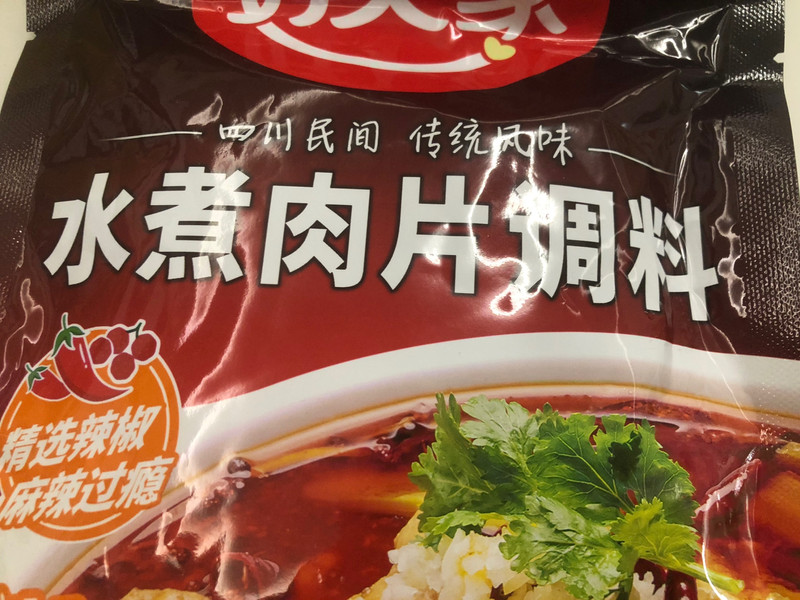 四川民间 传统风味
水煮肉片调料
精选辣椒
麻辣过瘾